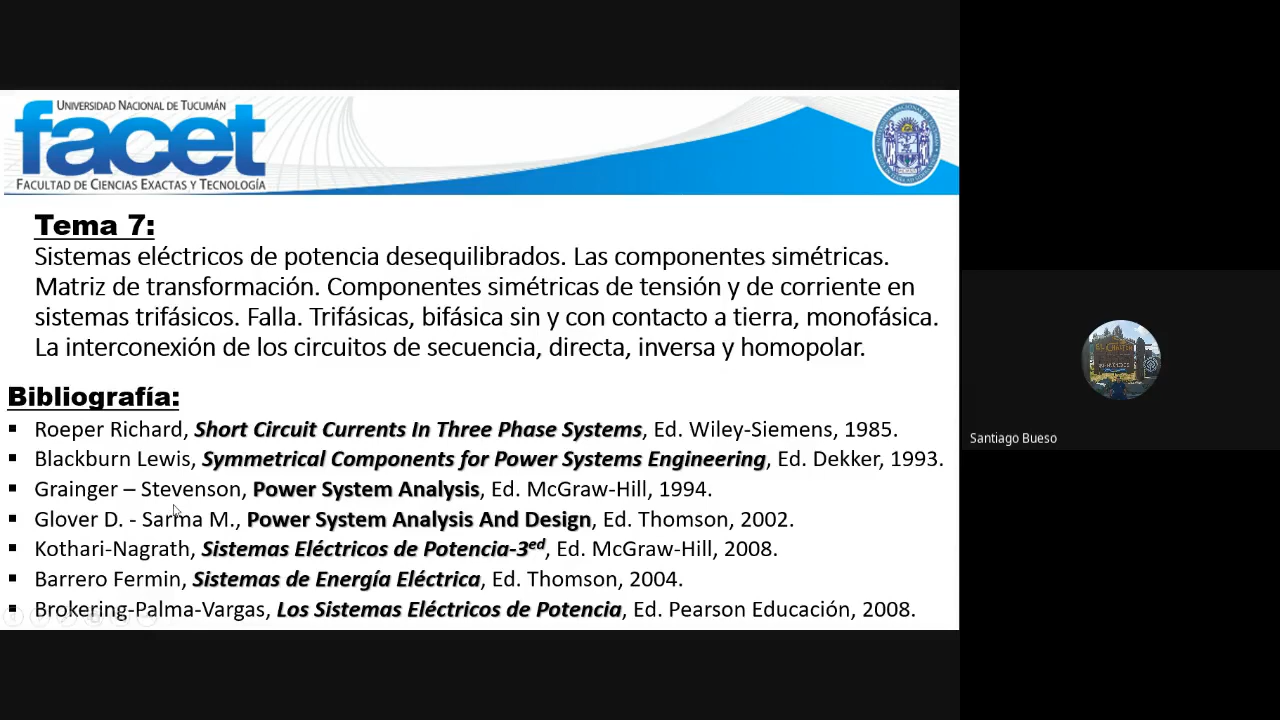 UNIVERSIDAD NACIONAL DE TUCUMÁN
facet
FACULTAD DE CIENCIAS EXACTAS Y TECNOLOGÍA
Tema 7:
Sistemas eléctricos de potencia desequilibrados. Las componentes simétricas.
Matriz de transformación. Componentes simétricas de tensión y de corriente en
sistemas trifásicos. Falla. Trifásicas, bifásica sin y con contacto a tierra, monofásica.
La interconexión de los circuitos de secuencia, directa, inversa y homopolar.
Bibliografía:
▪ Roeper Richard, Short Circuit Currents In Three Phase Systems, Ed. Wiley-Siemens, 1985.
▪ Blackburn Lewis, Symmetrical Components for Power Systems Engineering, Ed. Dekker, 1993.
▪ Grainger – Stevenson, Power System Analysis, Ed. McGraw-Hill, 1994.
▪ Glover D. - Sarma M., Power System Analysis And Design, Ed. Thomson, 2002.
▪ Kothari-Nagrath, Sistemas Eléctricos de Potencia-3ed, Ed. McGraw-Hill, 2008.
▪ Barrero Fermin, Sistemas de Energía Eléctrica, Ed. Thomson, 2004.
▪ Brokering-Palma-Vargas, Los Sistemas Eléctricos de Potencia, Ed. Pearson Educación, 2008.
Santiago Bueso